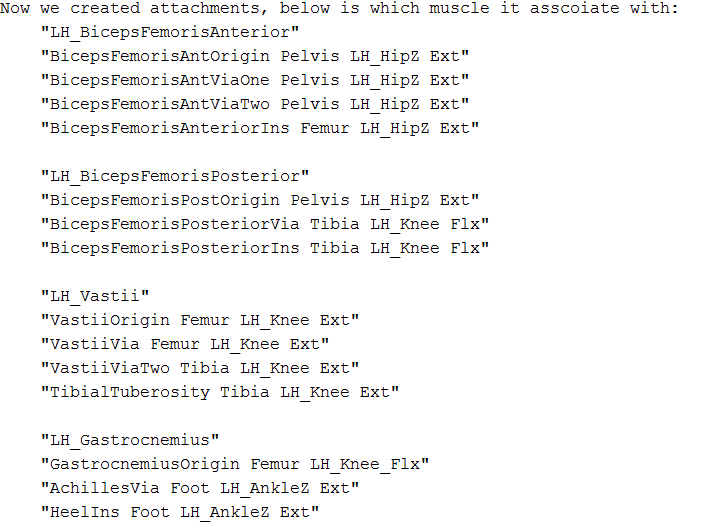 Now we created attachments, below is which muscle it asscoiate with:
"LH_BicepsFemorisAnterior"
"BicepsFemorisAntOrigin Pelvis LH_HipZ Ext"
"BicepsFemorisAntViaOne Pelvis LH_HipZ Ext"
"BicepsFemorisAntViaTwo Pelvis LH_HipZ Ext"
"BicepsFemorisAnteriorIns Femur LH_HipZ Ext"
"LH_BicepsFemorisPosterior"
"BicepsFemorisPostOrigin Pelvis LH_HipZ Ext"
"BicepsFemorisPosteriorVia Tibia LH_Knee Flx"
"BicepsFemorisPosteriorIns Tibia LH_Knee Flx"
"LH_Vastii"
"VastiiOrigin Femur LH_Knee Ext"
"VastiiVia Femur LH_Knee Ext"
"VastiiViaTwo Tibia LH_Knee Ext"
"TibialTuberosity Tibia LH_Knee Ext"
"LH_Gastrocnemius"
"GastrocnemiusOrigin Femur LH_Knee_Flx"
"AchillesVia Foot LH_AnkleZ Ext"
"HeelIns Foot LH_AnkleZ Ext"